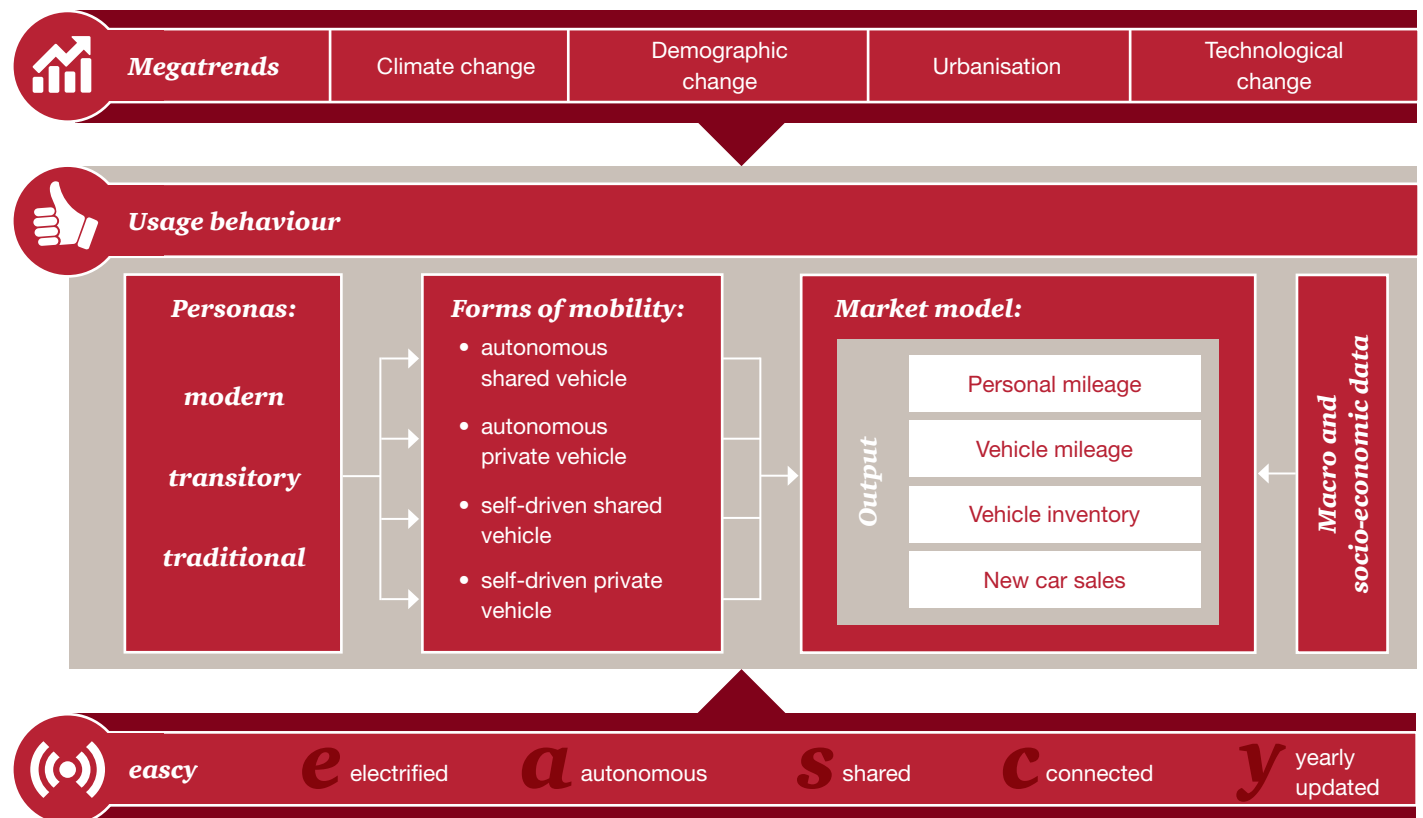 Megatrends
Climate change
Demographic
change
Urbanisation
Technological
change
Usage behaviour
Personas:
modern
transitory
traditional
Forms of mobility:
• autonomous
shared vehicle
• autonomous
private vehicle
• self-driven shared
vehicle
• self-driven private
vehicle
Market model:
Output
Personal mileage
Vehicle mileage
Vehicle inventory
New car sales
Macro and
socio-economic data
eascy
e electrified
a autonomous
s shared
c connected
y yearly
updated